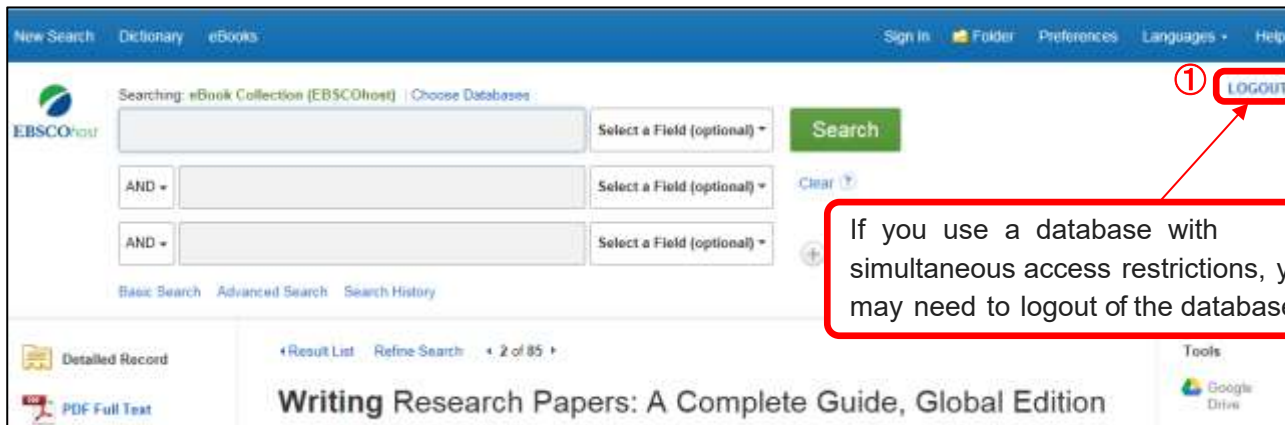 New Search Dictionary eBooks Sign In Folder Preferences Languages Help
① LOGOUT
Searching: eBook Collection (EBSCOhost) Choose Databases
EBSCOhost
Select a Field (optional) Search
AND Select a Field (optional) Clear ?
AND Select a Field (optional) +
Basic Search Advanced Search Search History
If you use a database with
simultaneous access restrictions, y
may need to logout of the database
Detailed Record
PDF Full Text
Result List Refine Search 2 of 85
Writing Research Papers: A Complete Guide, Global Edition
Tools
Google
Drive